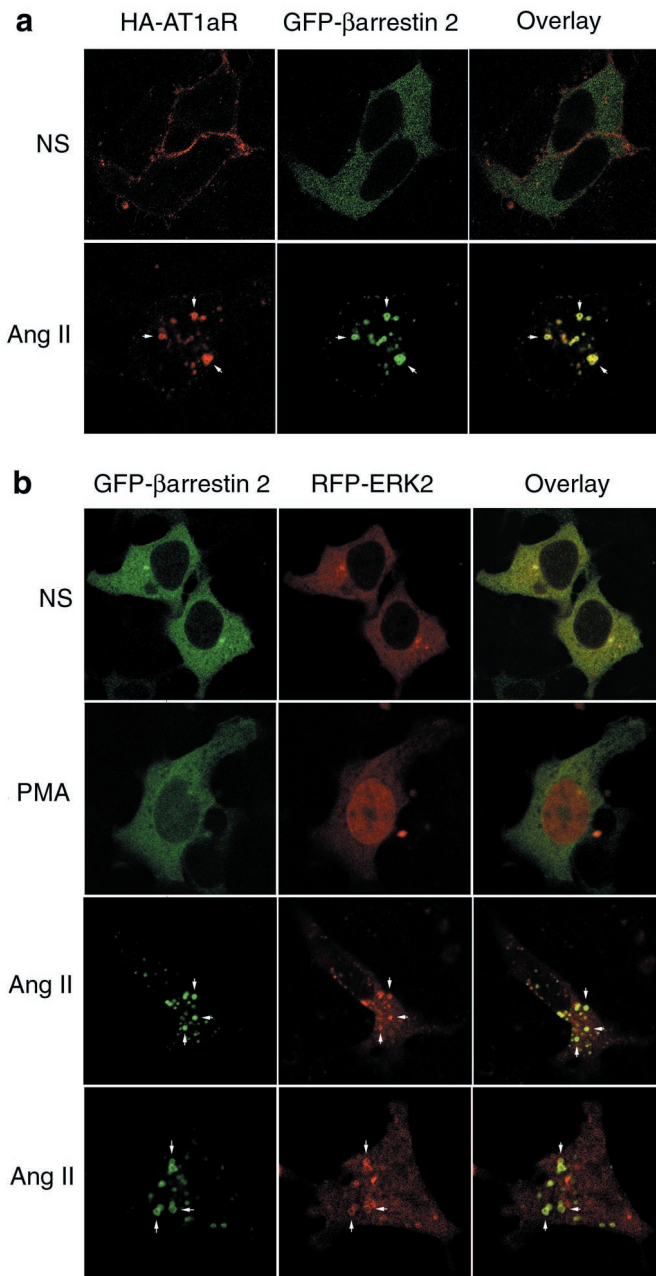 a
HA-AT1aR GFP-βarrestin 2 Overlay
NS
Ang II
b
GFP-βarrestin 2 RFP-ERK2 Overlay
NS
PMA
Ang II
Ang II